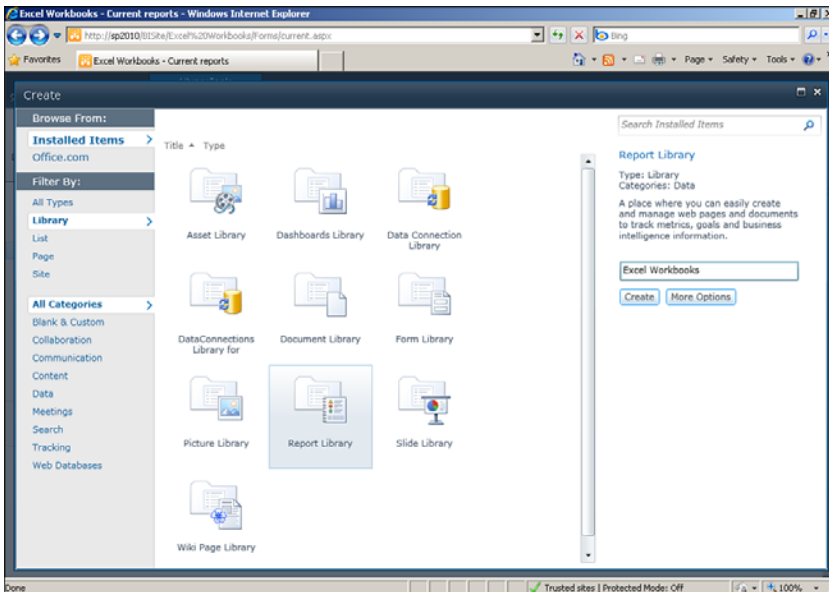 Excel Workbooks - Current reports - Windows Internet Explorer
http://sp2010/BISite/Excel%20Workbooks/Forms/current.aspx
Bing
Favorites
Excel Workbooks - Current reports
Page
Safety
Tools
Create
Browse From:
Installed Items
Office.com
Filter By:
All Types
Library
List
Page
Site
All Categories
Blank & Custom
Collaboration
Communication
Content
Data
Meetings
Search
Tracking
Web Databases
Title Type
Asset Library
Dashboards Library
Data Connection
Library
DataConnections
Library for
Document Library
Form Library
Picture Library
Report Library
Slide Library
Wiki Page Library
Search Installed Items
Report Library
Type: Library
Categories: Data
A place where you can easily create
and manage web pages and documents
to track metrics, goals and business
intelligence information.
Excel Workbooks
Create
More Options
Done
Trusted sites | Protected Mode: Off
100%